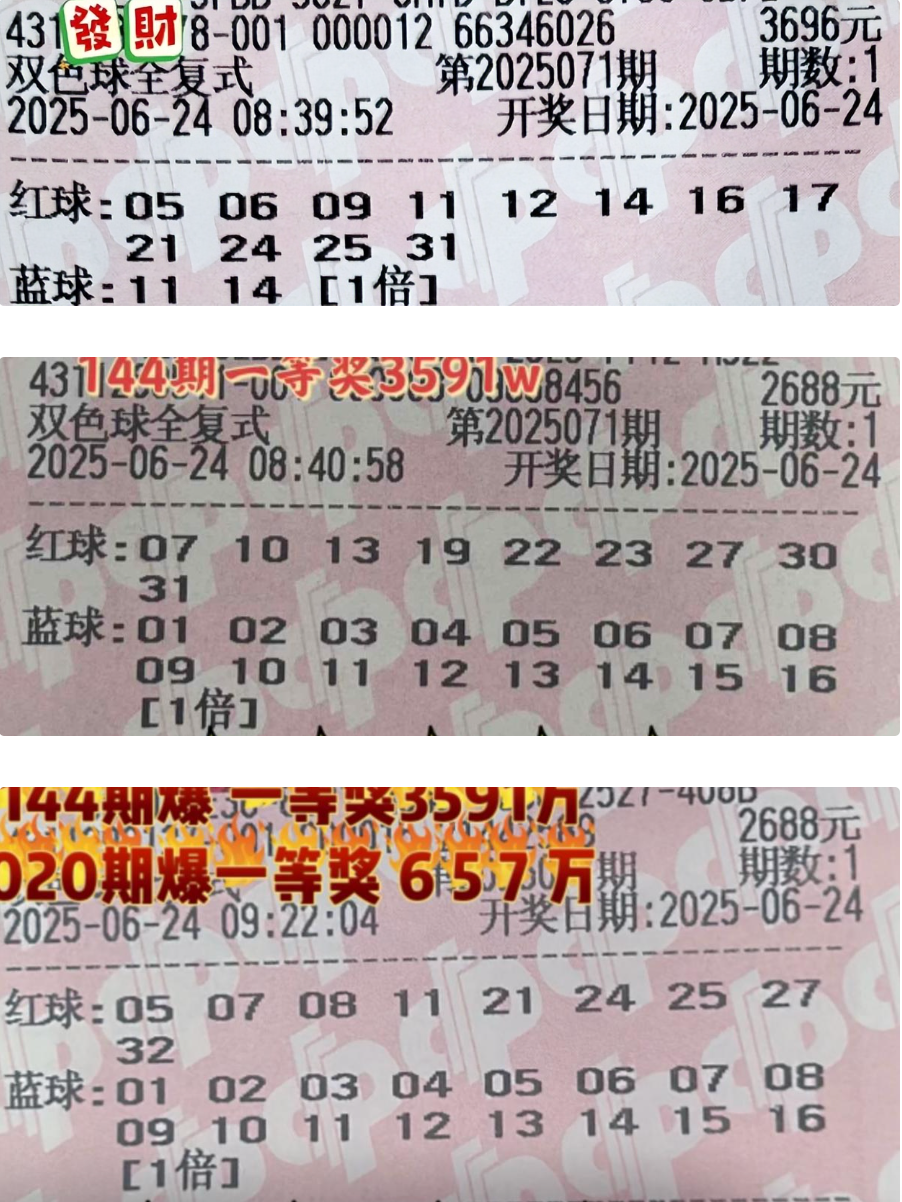 發財
431 78-001 000012 66346026 3696元
双色球全复式 第2025071期 期数:1
2025-06-24 08:39:52 开奖日期:2025-06-24
红球:05 06 09 11 12 14 16 17
21 24 25 31
蓝球:11 14 [1倍]
144期一等奖3591w
431 8456 2688元
双色球全复式 第2025071期 期数:1
2025-06-24 08:40:58 开奖日期:2025-06-24
红球:07 10 13 19 22 23 27 30
31
蓝球:01 02 03 04 05 06 07 08
09 10 11 12 13 14 15 16
[1倍]
144期爆一等奖3591万
2688元
020期爆一等奖 657万
期 期数:1
2025-06-24 09:22:04 开奖日期:2025-06-24
红球:05 07 08 11 21 24 25 27
32
蓝球:01 02 03 04 05 06 07 08
09 10 11 12 13 14 15 16
[1倍]